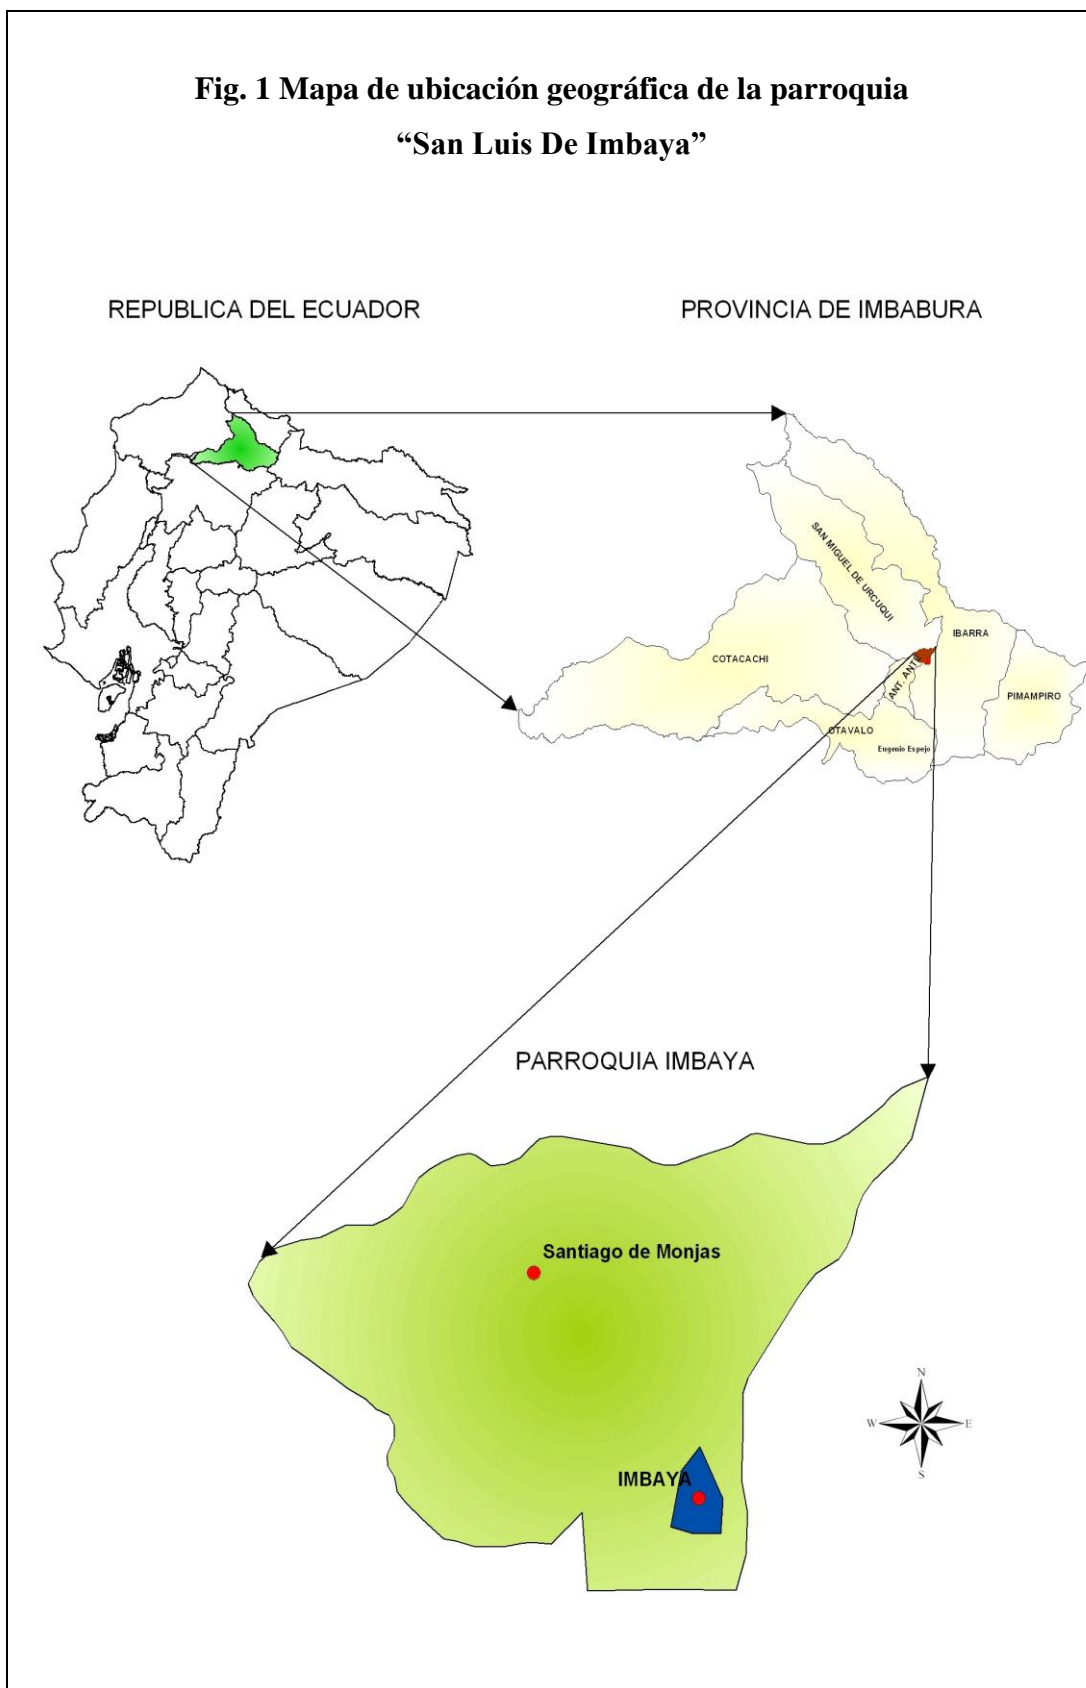 Fig. 1 Mapa de ubicación geográfica de la parroquia
“San Luis De Imbaya”
REPUBLICA DEL ECUADOR
PROVINCIA DE IMBABURA
SAN MIGUEL DE URCUQUI
IBARRA
COTACACHI
ANT. ANTE
PIMAMPIRO
OTAVALO
Eugenio Espejo
PARROQUIA IMBAYA
Santiago de Monjas
N
W
E
S
IMBAYA